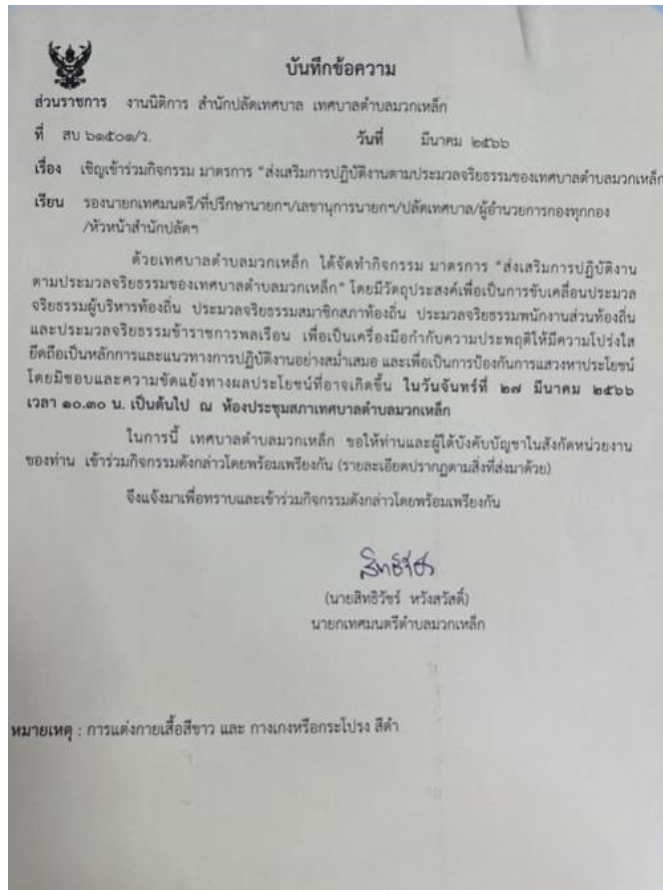 บันทึกข้อความ
ส่วนราชการ งานนิติการ สำนักปลัดเทศบาล เทศบาลตำบลมวกเหล็ก
ที่ สบ ๖๑๕๐๑/ว. วันที่ มีนาคม ๒๕๖๖
เรื่อง เชิญเข้าร่วมกิจกรรม มาตรการ “ส่งเสริมการปฏิบัติงานตามประมวลจริยธรรมของเทศบาลตำบลมวกเหล็ก
เรียน รองนายกเทศมนตรี/ที่ปรึกษานายกฯ/เลขานุการนายกฯ/ปลัดเทศบาล/ผู้อำนวยการกองทุกกอง
/หัวหน้าสำนักปลัดฯ
ด้วยเทศบาลตำบลมวกเหล็ก ได้จัดทำกิจกรรม มาตรการ “ส่งเสริมการปฏิบัติงาน
ตามประมวลจริยธรรมของเทศบาลตำบลมวกเหล็ก” โดยมีวัตถุประสงค์เพื่อเป็นการขับเคลื่อนประมวล
จริยธรรมผู้บริหารท้องถิ่น ประมวลจริยธรรมสมาชิกสภาท้องถิ่น ประมวลจริยธรรมพนักงานส่วนท้องถิ่น
และประมวลจริยธรรมข้าราชการพลเรือน เพื่อเป็นเครื่องมือกำกับความประพฤติให้มีความโปร่งใส
ยึดถือเป็นหลักการและแนวทางการปฏิบัติงานอย่างสม่ำเสมอ และเพื่อเป็นการป้องกันการแสวงหาประโยชน์
โดยมิชอบและความขัดแย้งทางผลประโยชน์ที่อาจเกิดขึ้น ในวันจันทร์ที่ ๒๗ มีนาคม ๒๕๖๖
เวลา ๑๐.๓๐ น. เป็นต้นไป ณ ห้องประชุมสภาเทศบาลตำบลมวกเหล็ก
ในการนี้ เทศบาลตำบลมวกเหล็ก ขอให้ท่านและผู้ใต้บังคับบัญชาในสังกัดหน่วยงาน
ของท่าน เข้าร่วมกิจกรรมดังกล่าวโดยพร้อมเพรียงกัน (รายละเอียดปรากฏตามสิ่งที่ส่งมาด้วย)
จึงแจ้งมาเพื่อทราบและเข้าร่วมกิจกรรมดังกล่าวโดยพร้อมเพรียงกัน
(นายสิทธิวัชร์ หวังสวัสดิ์)
นายกเทศมนตรีตำบลมวกเหล็ก
หมายเหตุ : การแต่งกายเสื้อสีขาว และ กางเกงหรือกระโปรง สีดำ